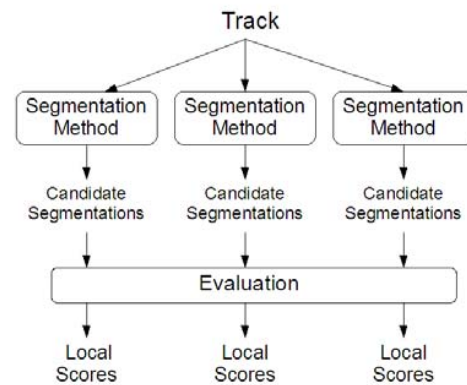 Track
Segmentation
Method
Segmentation
Method
Segmentation
Method
Candidate
Segmentations
Candidate
Segmentations
Candidate
Segmentations
Evaluation
Local
Scores
Local
Scores
Local
Scores